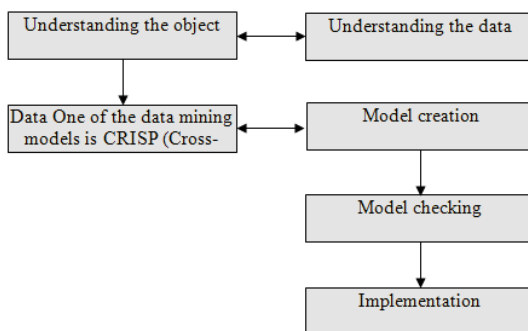 Understanding the object
Understanding the data
Data One of the data mining
models is CRISP (Cross-
Model creation
Model checking
Implementation